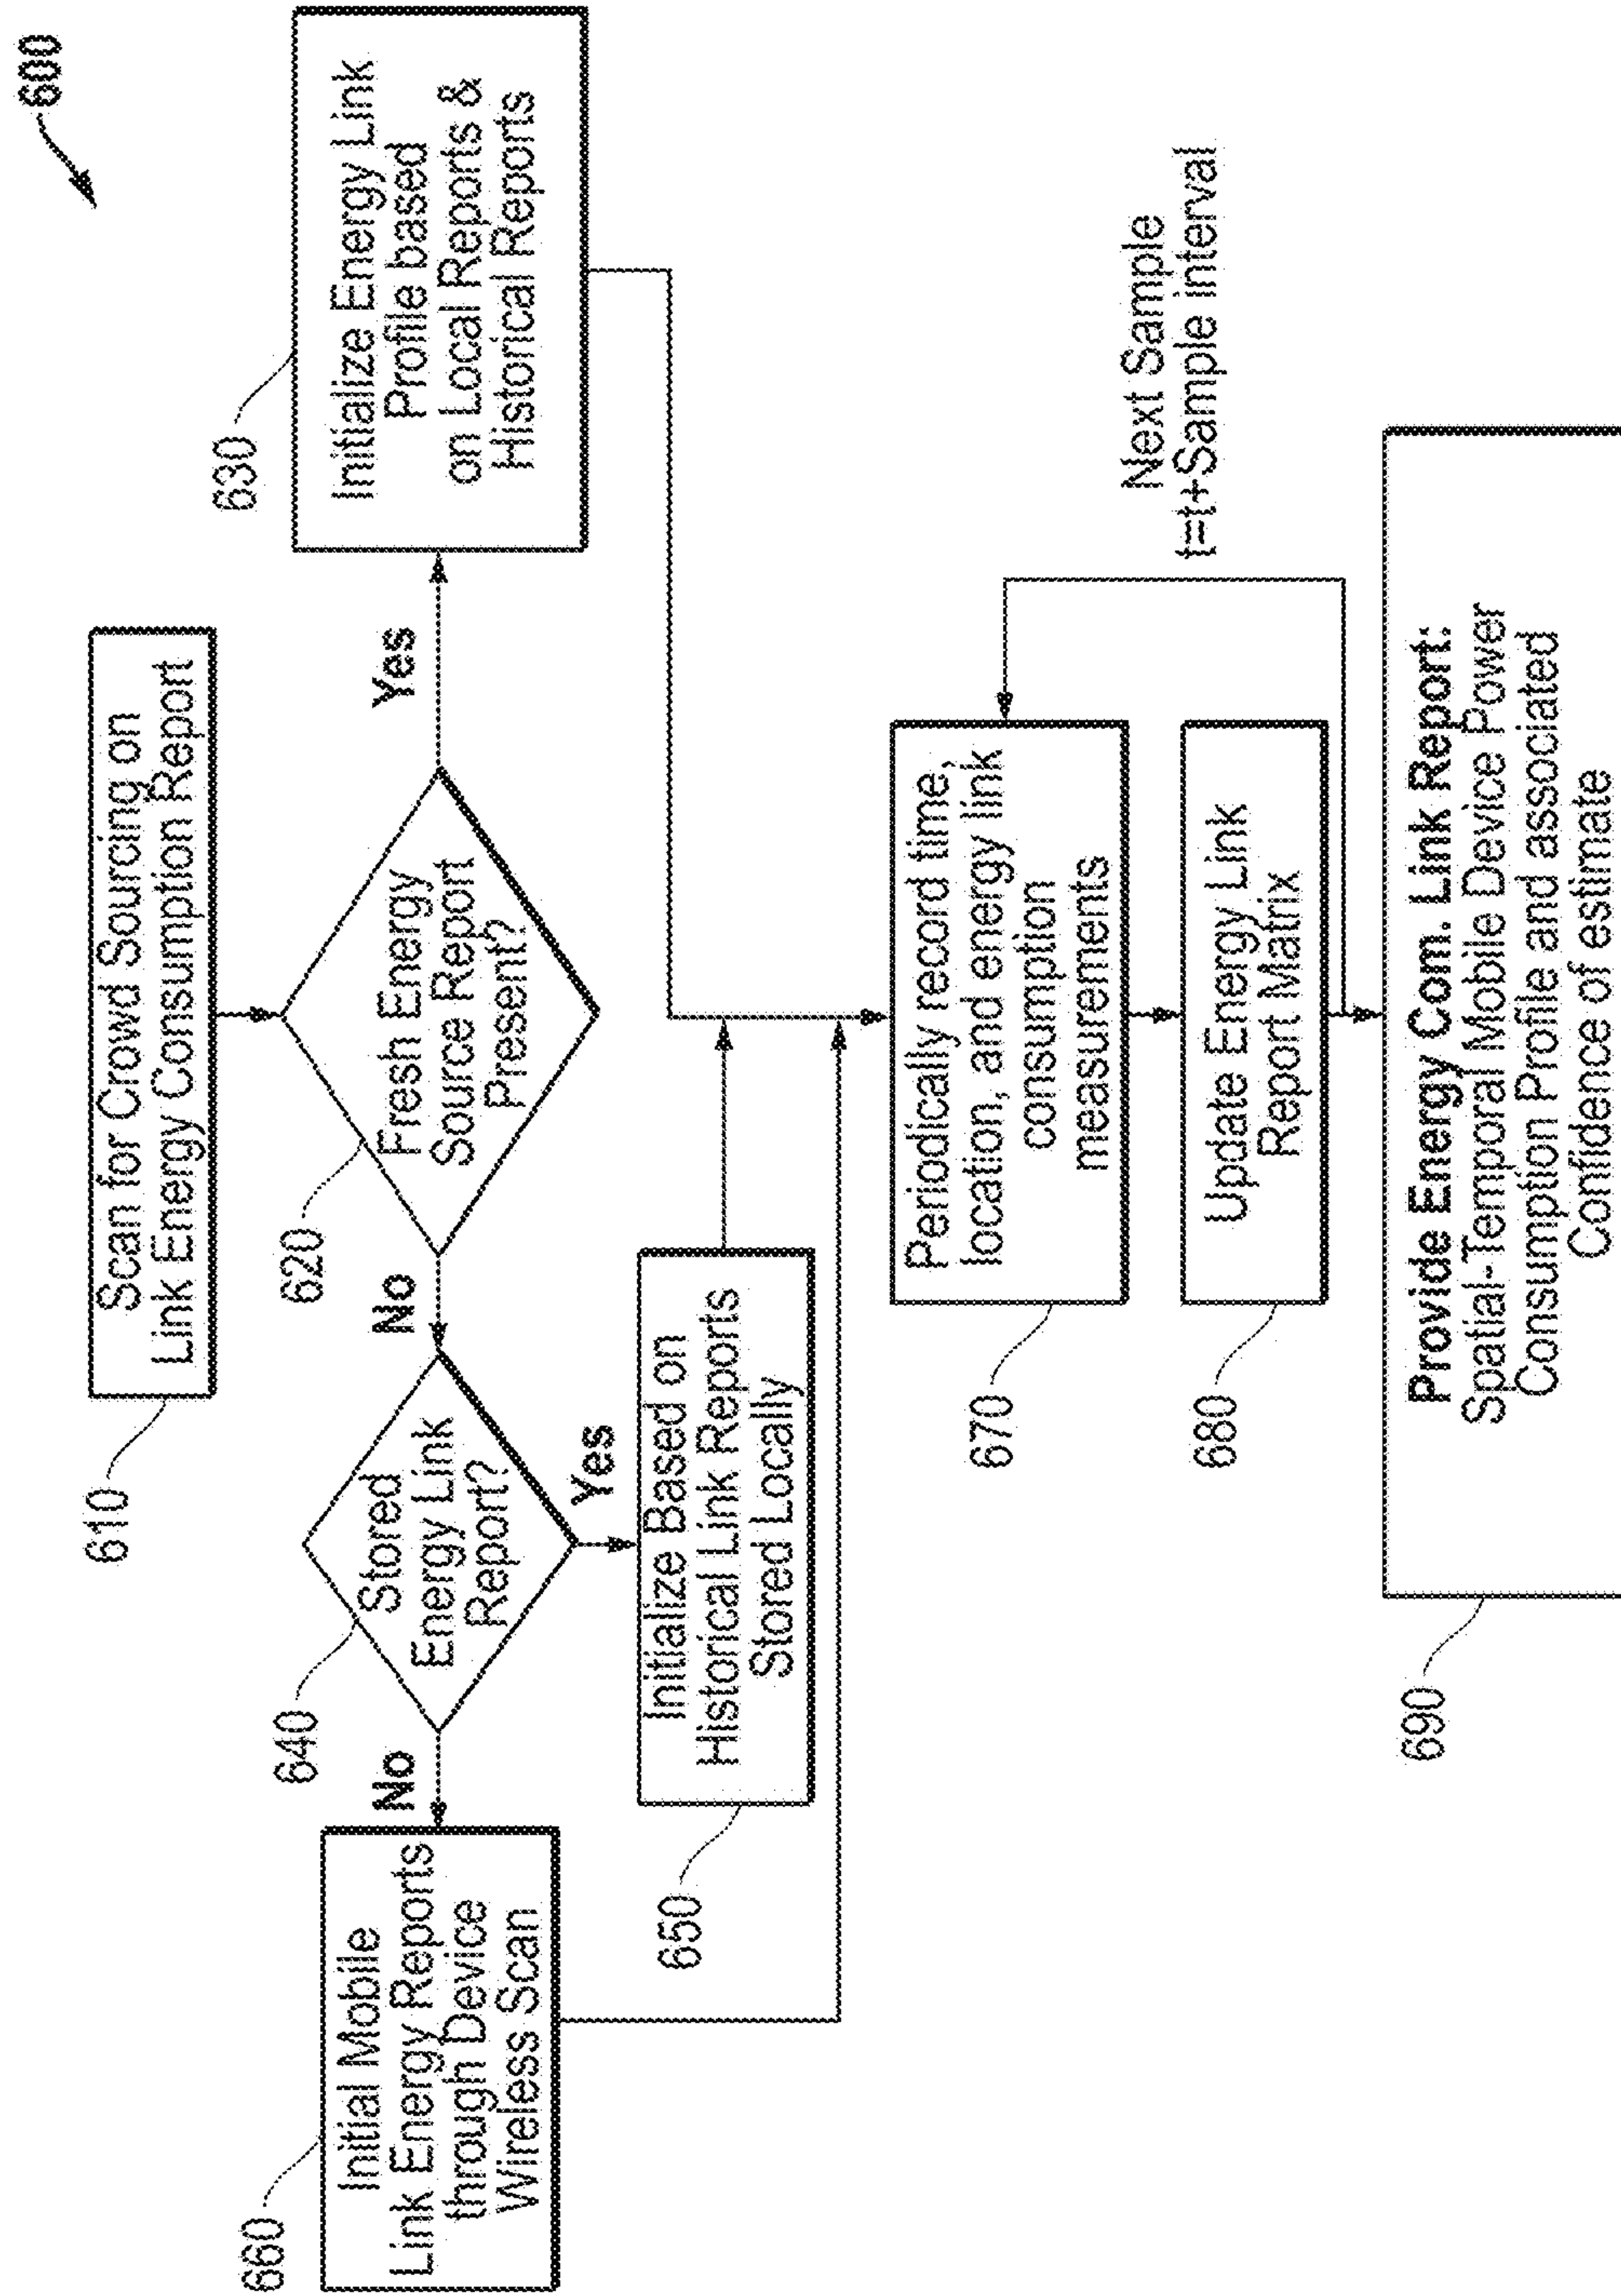 600
610
Scan for Crowd Sourcing on
Link Energy Consumption Report
620
Fresh Energy
Source Report
Present?
Yes
No
630
Initialize Energy Link
Profile based
on Local Reports &
Historical Reports
640
Stored
Energy Link
Report?
Yes
No
650
Initialize Based on
Historical Link Reports
Stored Locally
660
Initial Mobile
Link Energy Reports
through Device
Wireless Scan
670
Periodically record time,
location, and energy link
consumption
measurements
Next Sample
t=t+Sample interval
680
Update Energy Link
Report Matrix
690
Provide Energy Com. Link Report:
Spatial-Temporal Mobile Device Power
Consumption Profile and associated
Confidence of estimate